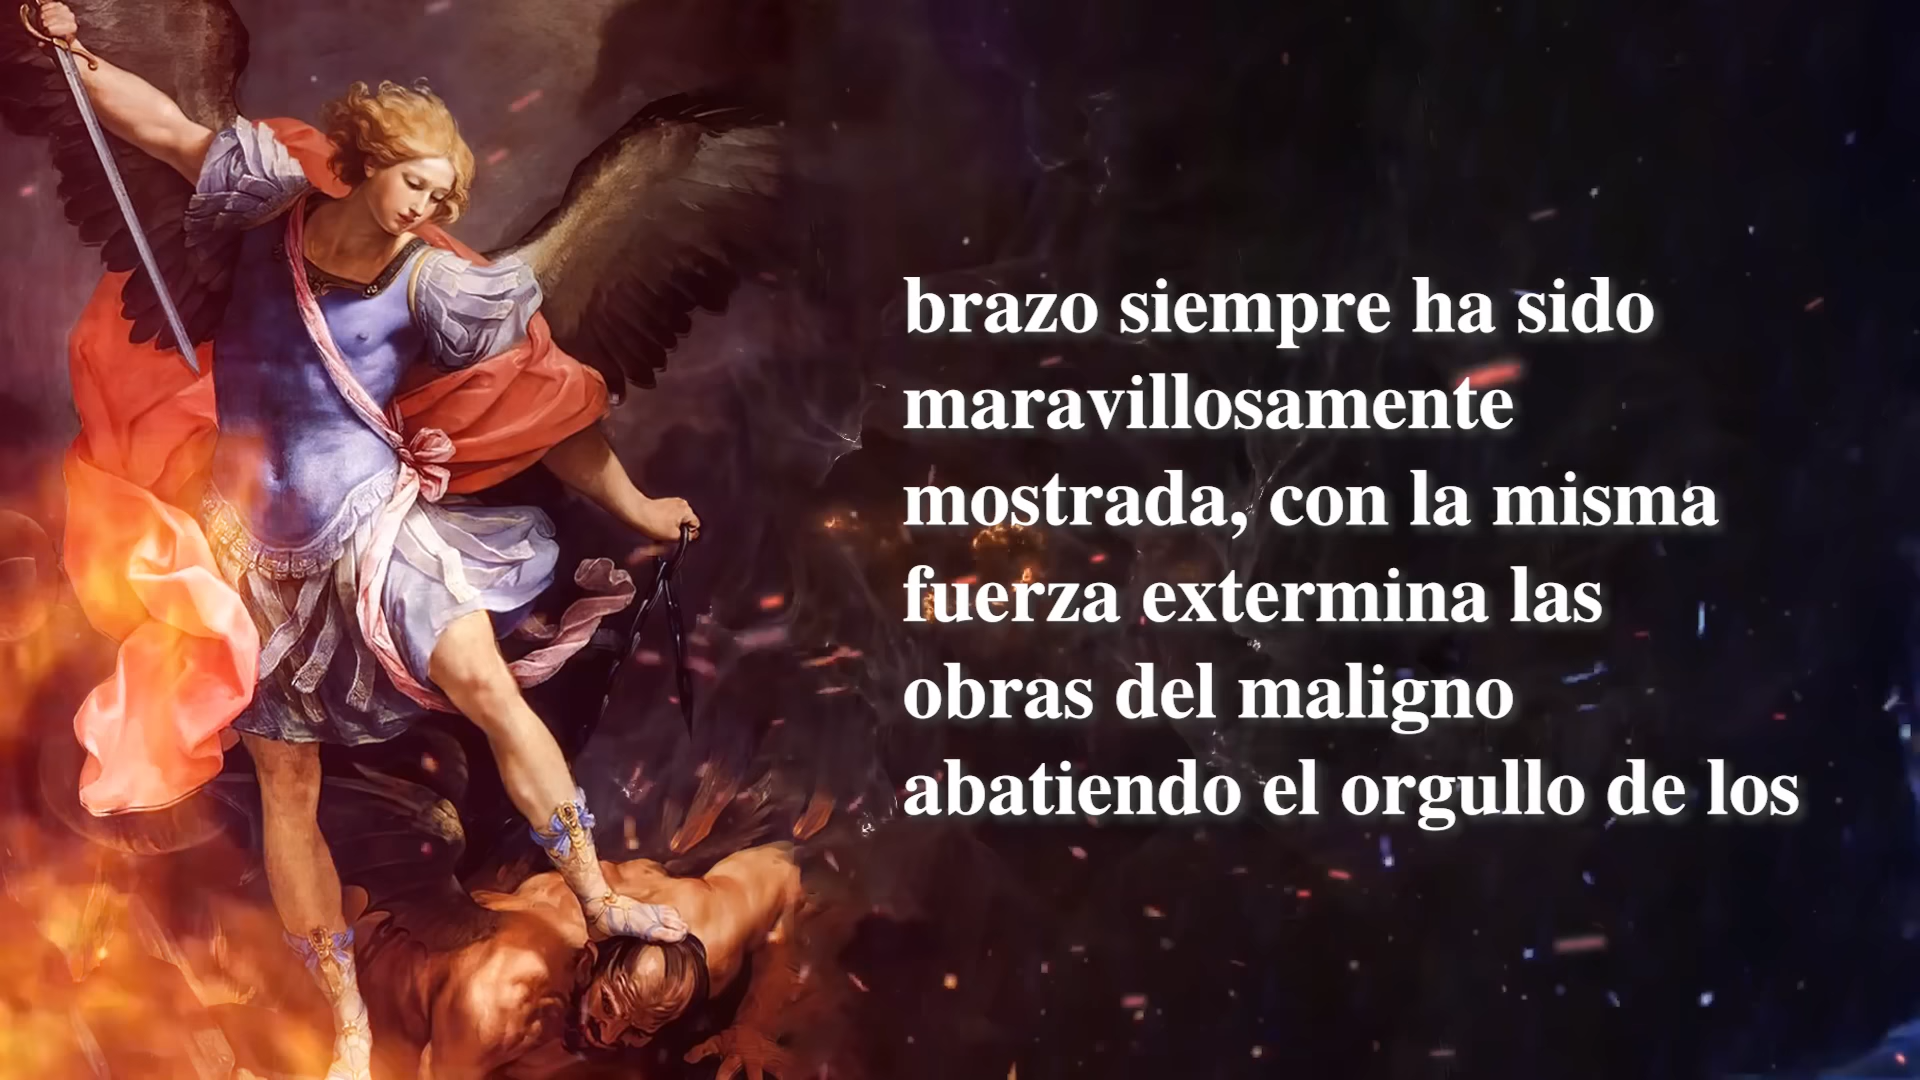 brazo siempre ha sido
maravillosamente
mostrada, con la misma
fuerza extermina las
obras del maligno
abatiendo el orgullo de los